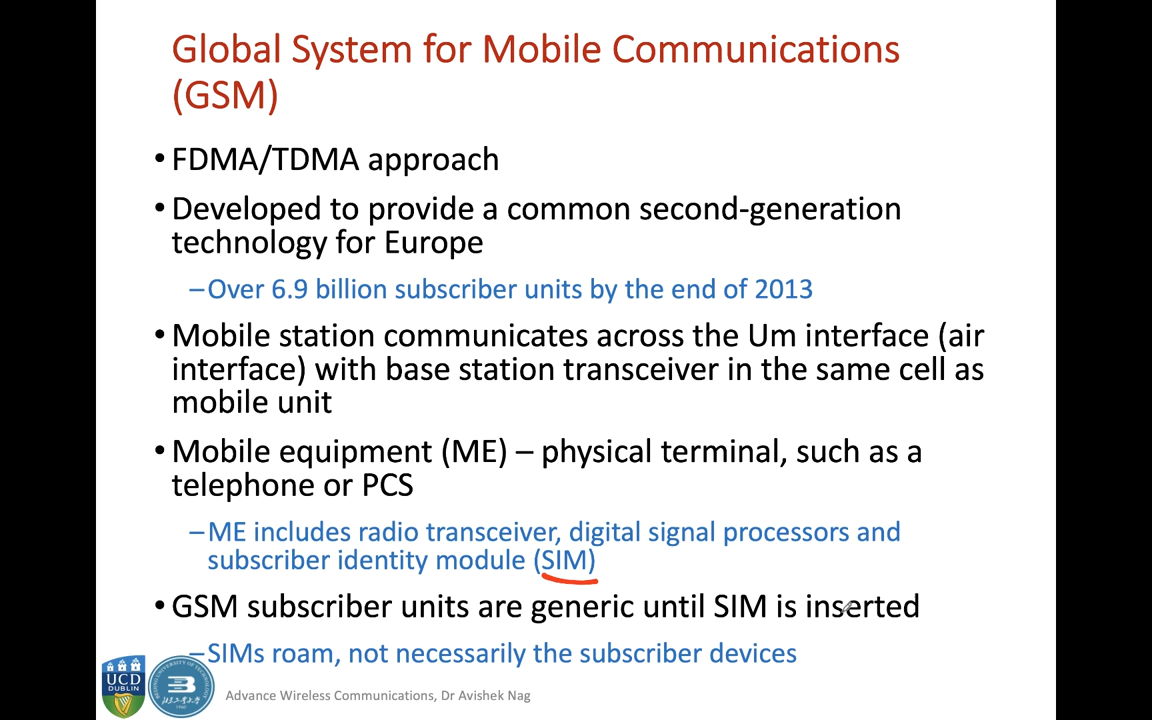 Global System for Mobile Communications
(GSM)
• FDMA/TDMA approach
• Developed to provide a common second-generation
technology for Europe
–Over 6.9 billion subscriber units by the end of 2013
• Mobile station communicates across the Um interface (air
interface) with base station transceiver in the same cell as
mobile unit
• Mobile equipment (ME) – physical terminal, such as a
telephone or PCS
–ME includes radio transceiver, digital signal processors and
subscriber identity module (SIM)
• GSM subscriber units are generic until SIM is inserted
–SIMs roam, not necessarily the subscriber devices
UCD
DUBLIN
Advance Wireless Communications, Dr Avishek Nag